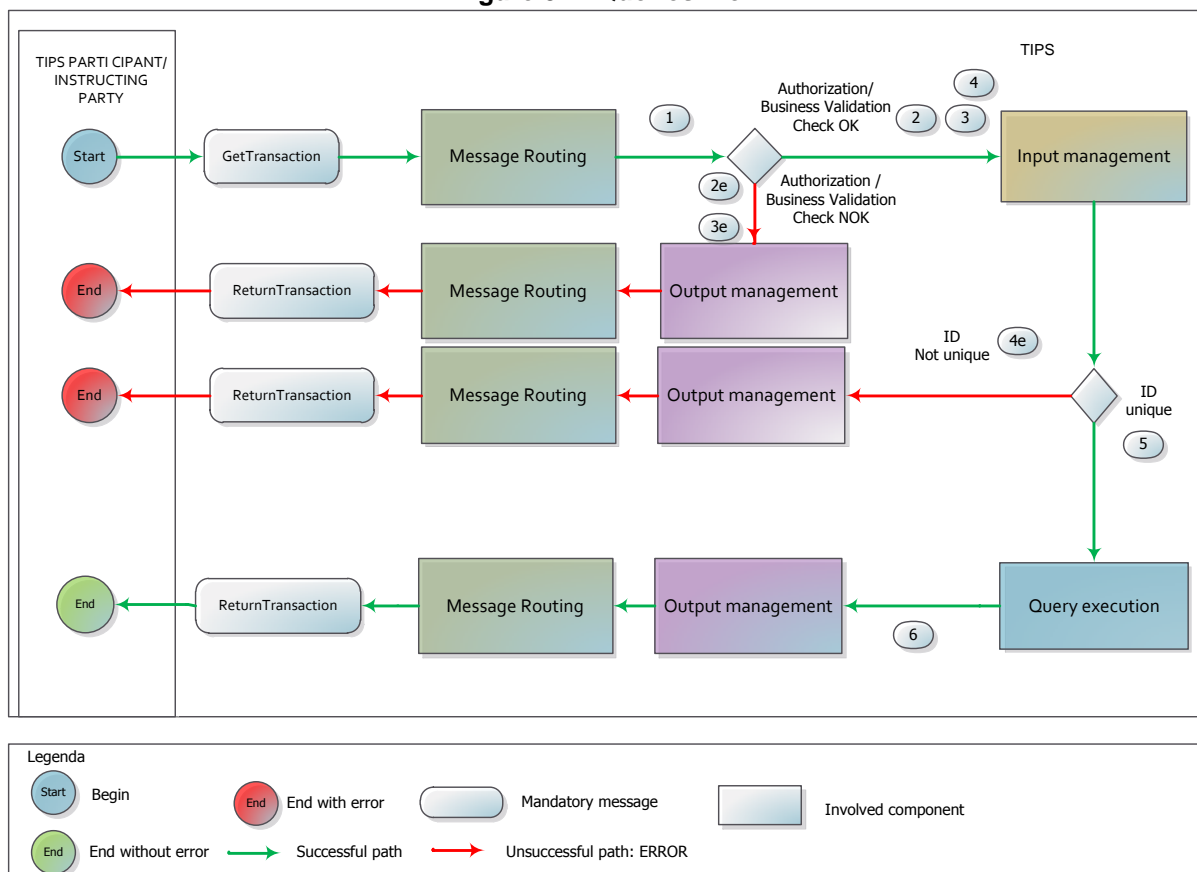 TIPS PARTI CIPANT/
INSTRUCTING
PARTY
TIPS
Start
GetTransaction
Message Routing
1
Authorization/
Business Validation
Check OK
2
3
4
Input management
2e
3e
Authorization /
Business Validation
Check NOK
End
ReturnTransaction
Message Routing
Output management
End
ReturnTransaction
Message Routing
Output management
ID
Not unique
4e
ID
unique
5
End
ReturnTransaction
Message Routing
Output management
6
Query execution
Legenda
Start
Begin
End
End with error
Mandatory message
Involved component
End
End without error
Successful path
Unsuccessful path: ERROR